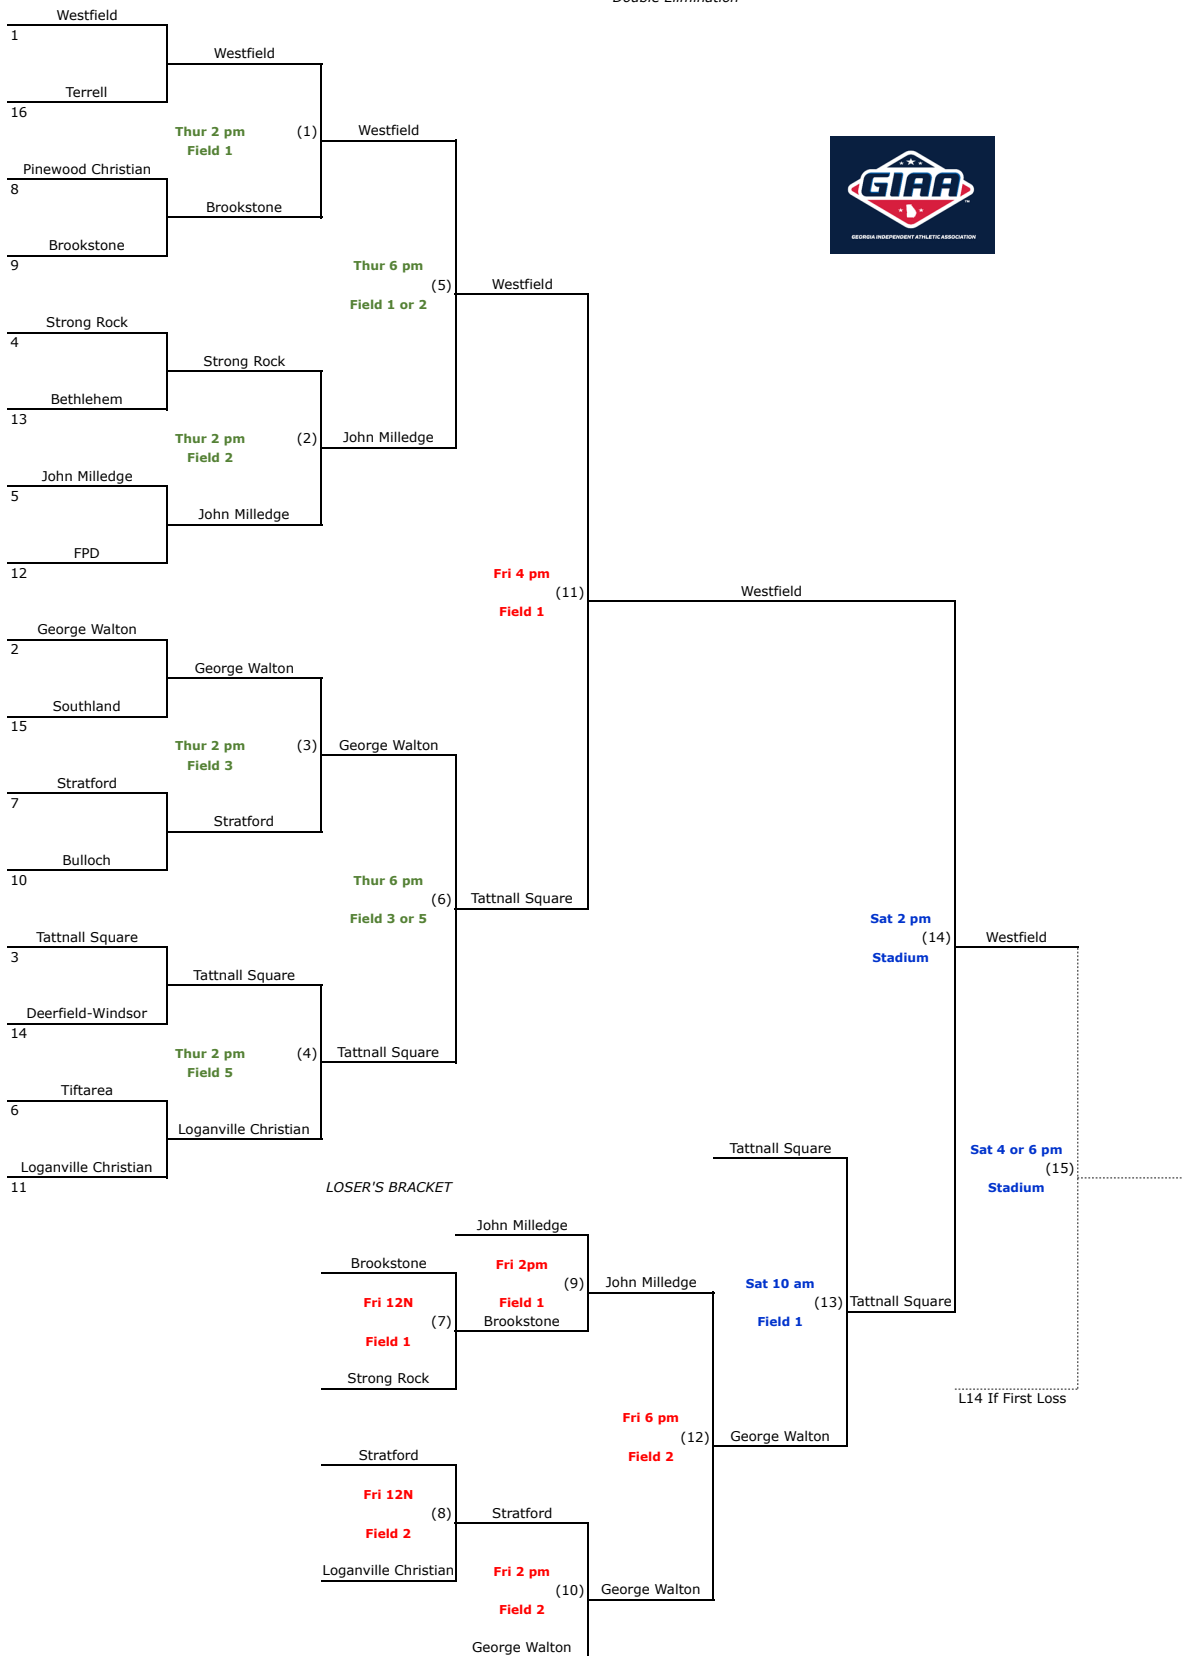 Double Elimination
Westfield
1
Westfield
Terrell
16
Thur 2 pm
(1)
Field 1
Westfield
Pinewood Christian
8
Brookstone
Brookstone
9
Thur 6 pm
(5)
Field 1 or 2
Westfield
Strong Rock
4
Strong Rock
Bethlehem
13
Thur 2 pm
(2)
Field 2
John Milledge
John Milledge
5
John Milledge
FPD
12
Fri 4 pm
(11)
Field 1
Westfield
George Walton
2
George Walton
Southland
15
Thur 2 pm
(3)
Field 3
George Walton
Stratford
7
Stratford
Bulloch
10
Thur 6 pm
(6)
Field 3 or 5
Tattnall Square
Sat 2 pm
(14)
Stadium
Westfield
Tattnall Square
3
Tattnall Square
Deerfield-Windsor
14
Thur 2 pm
(4)
Field 5
Tattnall Square
Tiftarea
6
Loganville Christian
Loganville Christian
11
Sat 4 or 6 pm
(15)
Stadium
LOSER'S BRACKET
Tattnall Square
John Milledge
Brookstone
Fri 2pm
(9)
Field 1
John Milledge
Fri 12N
(7)
Field 1
Brookstone
Strong Rock
Sat 10 am
(13)
Field 1
Tattnall Square
L14 If First Loss
Fri 6 pm
(12)
Field 2
George Walton
Stratford
Fri 12N
(8)
Field 2
Stratford
Loganville Christian
Fri 2 pm
(10)
Field 2
George Walton
George Walton
GIAA
TM
GEORGIA INDEPENDENT ATHLETIC ASSOCIATION